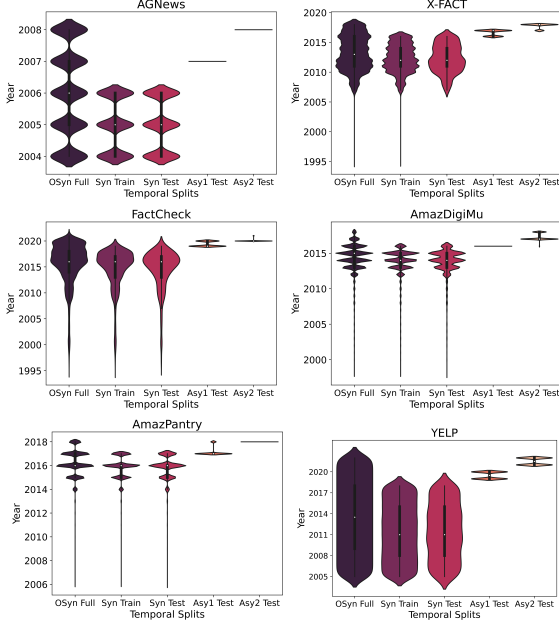 AGNews
2008
2007
2006
2005
2004
Year
OSyn Full Syn Train Syn Test Asy1 Test Asy2 Test
Temporal Splits
X-FACT
2020
2015
2010
2005
2000
1995
Year
OSyn Full Syn Train Syn Test Asy1 Test Asy2 Test
Temporal Splits
FactCheck
2020
2015
2010
2005
2000
1995
Year
OSyn Full Syn Train Syn Test Asy1 Test Asy2 Test
Temporal Splits
AmazDigiMu
2015
2010
2005
2000
Year
OSyn Full Syn Train Syn Test Asy1 Test Asy2 Test
Temporal Splits
AmazPantry
2018
2016
2014
2012
2010
2008
2006
Year
OSyn Full Syn Train Syn Test Asy1 Test Asy2 Test
Temporal Splits
YELP
2020
2017
2014
2011
2008
2005
Year
OSyn Full Syn Train Syn Test Asy1 Test Asy2 Test
Temporal Splits